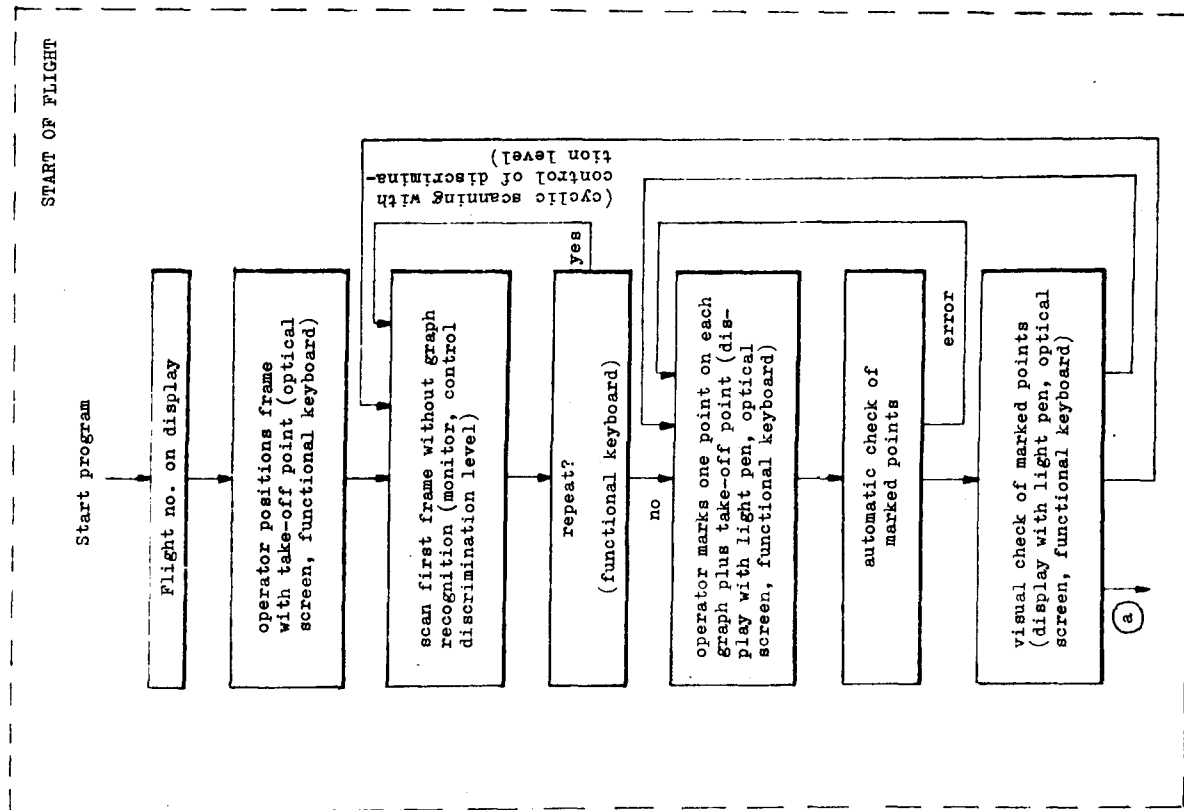 START OF FLIGHT
Start program
Flight no. on display
operator positions frame
with take-off point (optical
screen, functional keyboard)
scan first frame without graph
recognition (monitor, control
discrimination level)
(cyclic scanning with
control of discrimina-
tion level)
repeat?
yes
(functional keyboard)
no
operator marks one point on each
graph plus take-off point (dis-
play with light pen, optical
screen, functional keyboard)
automatic check of
marked points
error
visual check of marked points
(display with light pen, optical
screen, functional keyboard)
a